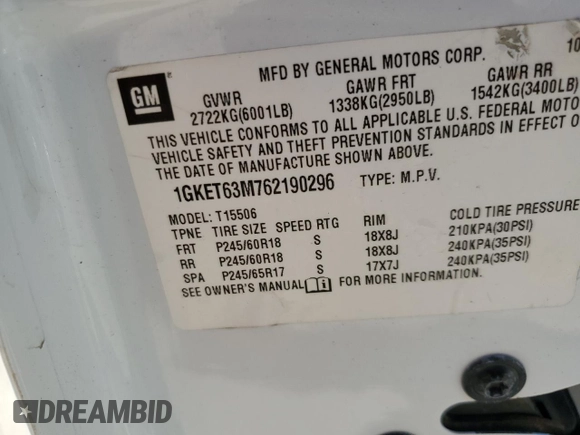 MFD BY GENERAL MOTORS CORP. 10
GM
GVWR GAWR FRT GAWR RR
2722KG(6001LB) 1338KG(2950LB) 1542KG(3400LB)
THIS VEHICLE CONFORMS TO ALL APPLICABLE U.S. FEDERAL MOTO
VEHICLE SAFETY AND THEFT PREVENTION STANDARDS IN EFFECT O
THE DATE OF MANUFACTURE SHOWN ABOVE.
1GKET63M762190296 TYPE: M.P.V.
MODEL: T15506
TPNE TIRE SIZE SPEED RTG RIM COLD TIRE PRESSURE
FRT P245/60R18 S 18X8J 210KPA(30PSI)
RR P245/60R18 S 18X8J 240KPA(35PSI)
SPA P245/65R17 S 17X7J 240KPA(35PSI)
SEE OWNER'S MANUAL FOR MORE INFORMATION.
DREAMBID